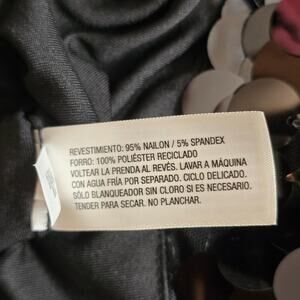 REVESTIMIENTO: 95% NAILON / 5% SPANDEX
FORRO: 100% POLIÉSTER RECICLADO
VOLTEAR LA PRENDA AL REVÉS. LAVAR A MÁQUINA
CON AGUA FRÍA POR SEPARADO. CICLO DELICADO.
SÓLO BLANQUEADOR SIN CLORO SI ES NECESARIO.
TENDER PARA SECAR. NO PLANCHAR.